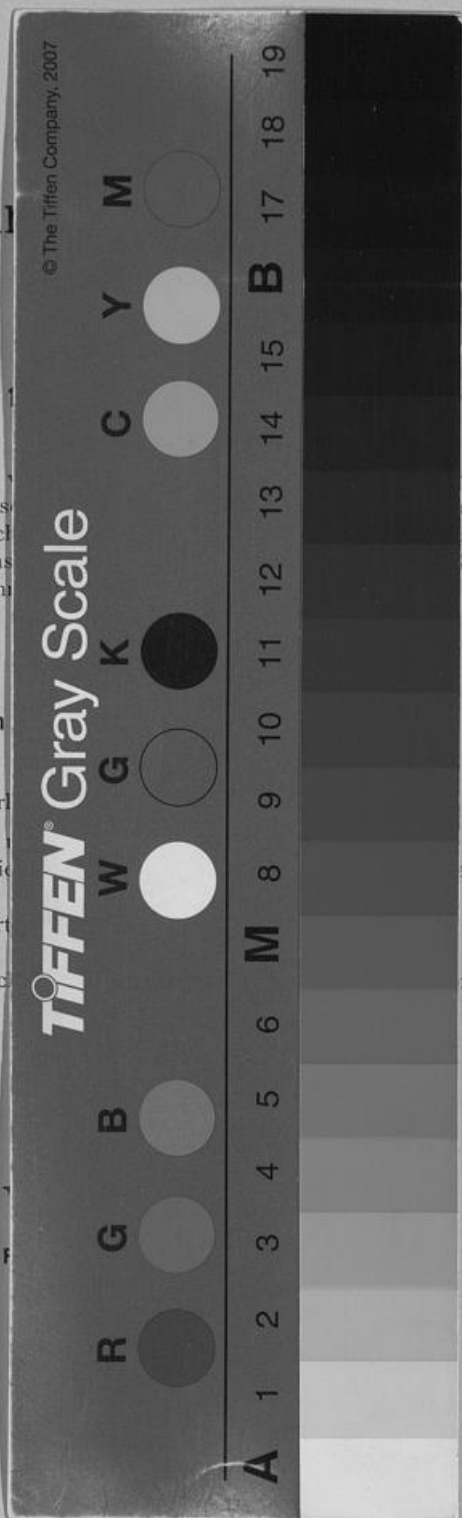 © The Tiffen Company, 2007
TIFFEN® Gray Scale
R G B W G K C Y M
A 1 2 3 4 5 6 M 8 9 10 11 12 13 14 15 B 17 18 19